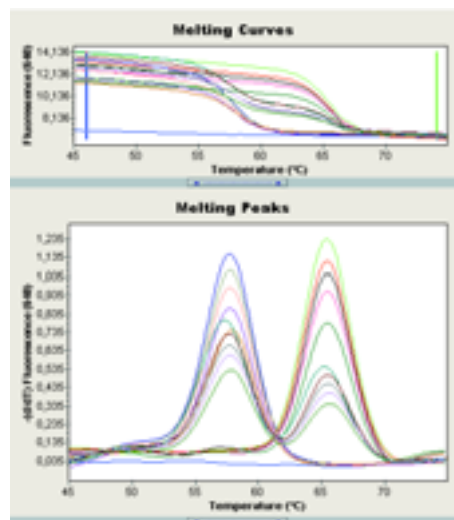 Melting Curves
14,136
12,136
10,136
8,136
Fluorescence
45 50 55 60 65 70
Temperature (°C)
Melting Peaks
1,235
1,135
1,035
0,935
0,835
0,735
0,635
0,535
0,435
0,335
0,235
0,135
0,035
-(d/dT) Fluorescence
45 50 55 60 65 70
Temperature (°C)